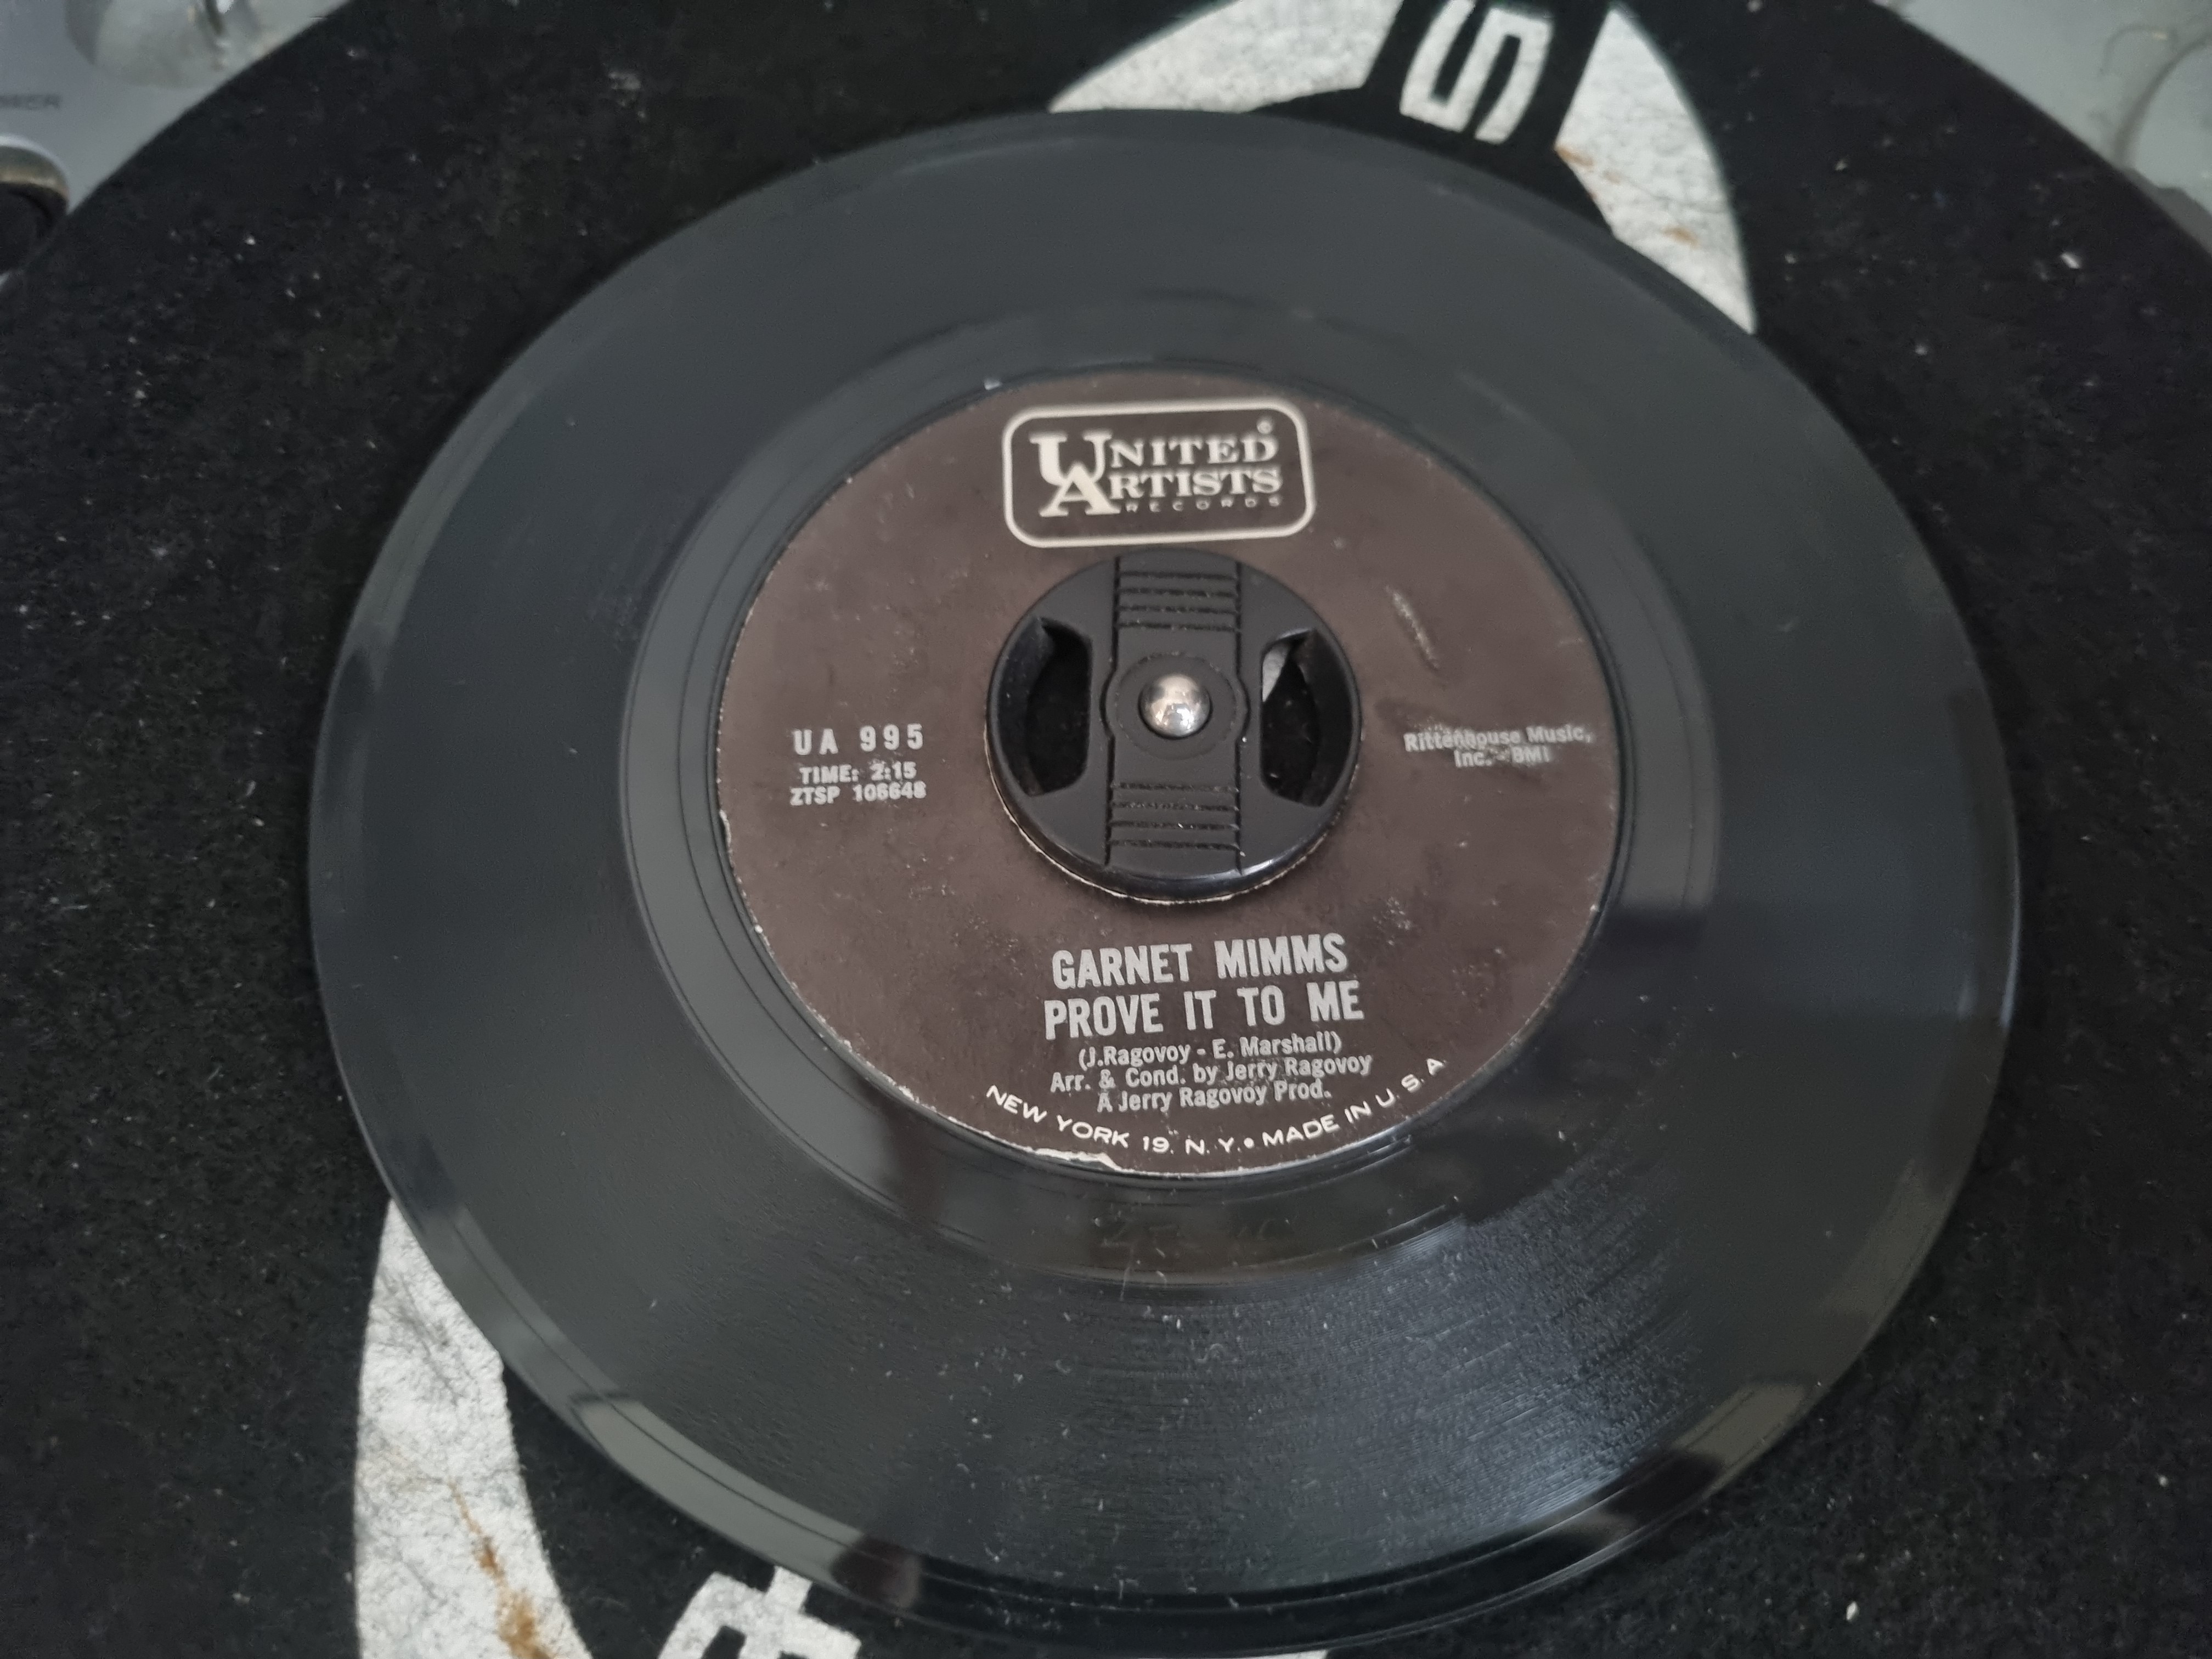 S
UNITED
ARTISTS
RECORDS
UA 995
TIME: 2:15
ZTSP 106648
Rittenhouse Music,
Inc. - BMI
GARNET MIMMS
PROVE IT TO ME
(J.Ragovoy - E. Marshall)
Arr. & Cond. by Jerry Ragovoy
A Jerry Ragovoy Prod.
NEW YORK 19, N.Y. • MADE IN U.S.A.